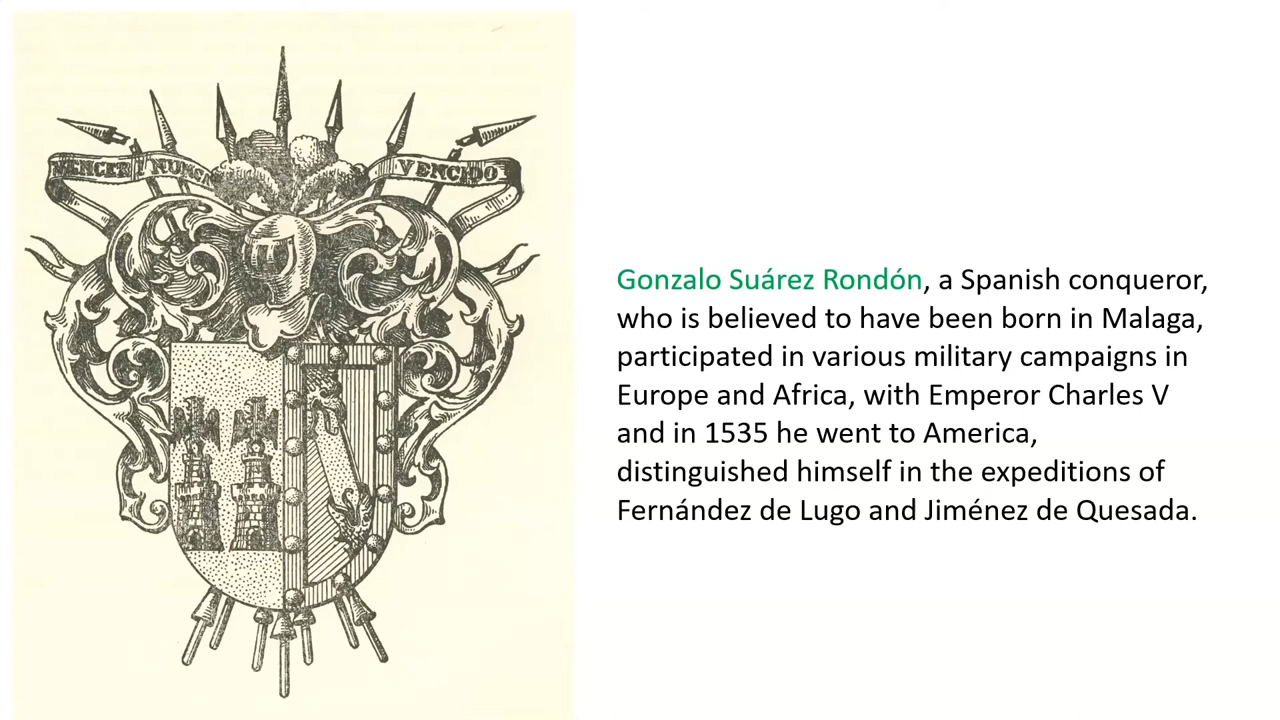 VENCER Y NUNCA VENCIDO
Gonzalo Suárez Rondón, a Spanish conqueror,
who is believed to have been born in Malaga,
participated in various military campaigns in
Europe and Africa, with Emperor Charles V
and in 1535 he went to America,
distinguished himself in the expeditions of
Fernández de Lugo and Jiménez de Quesada.